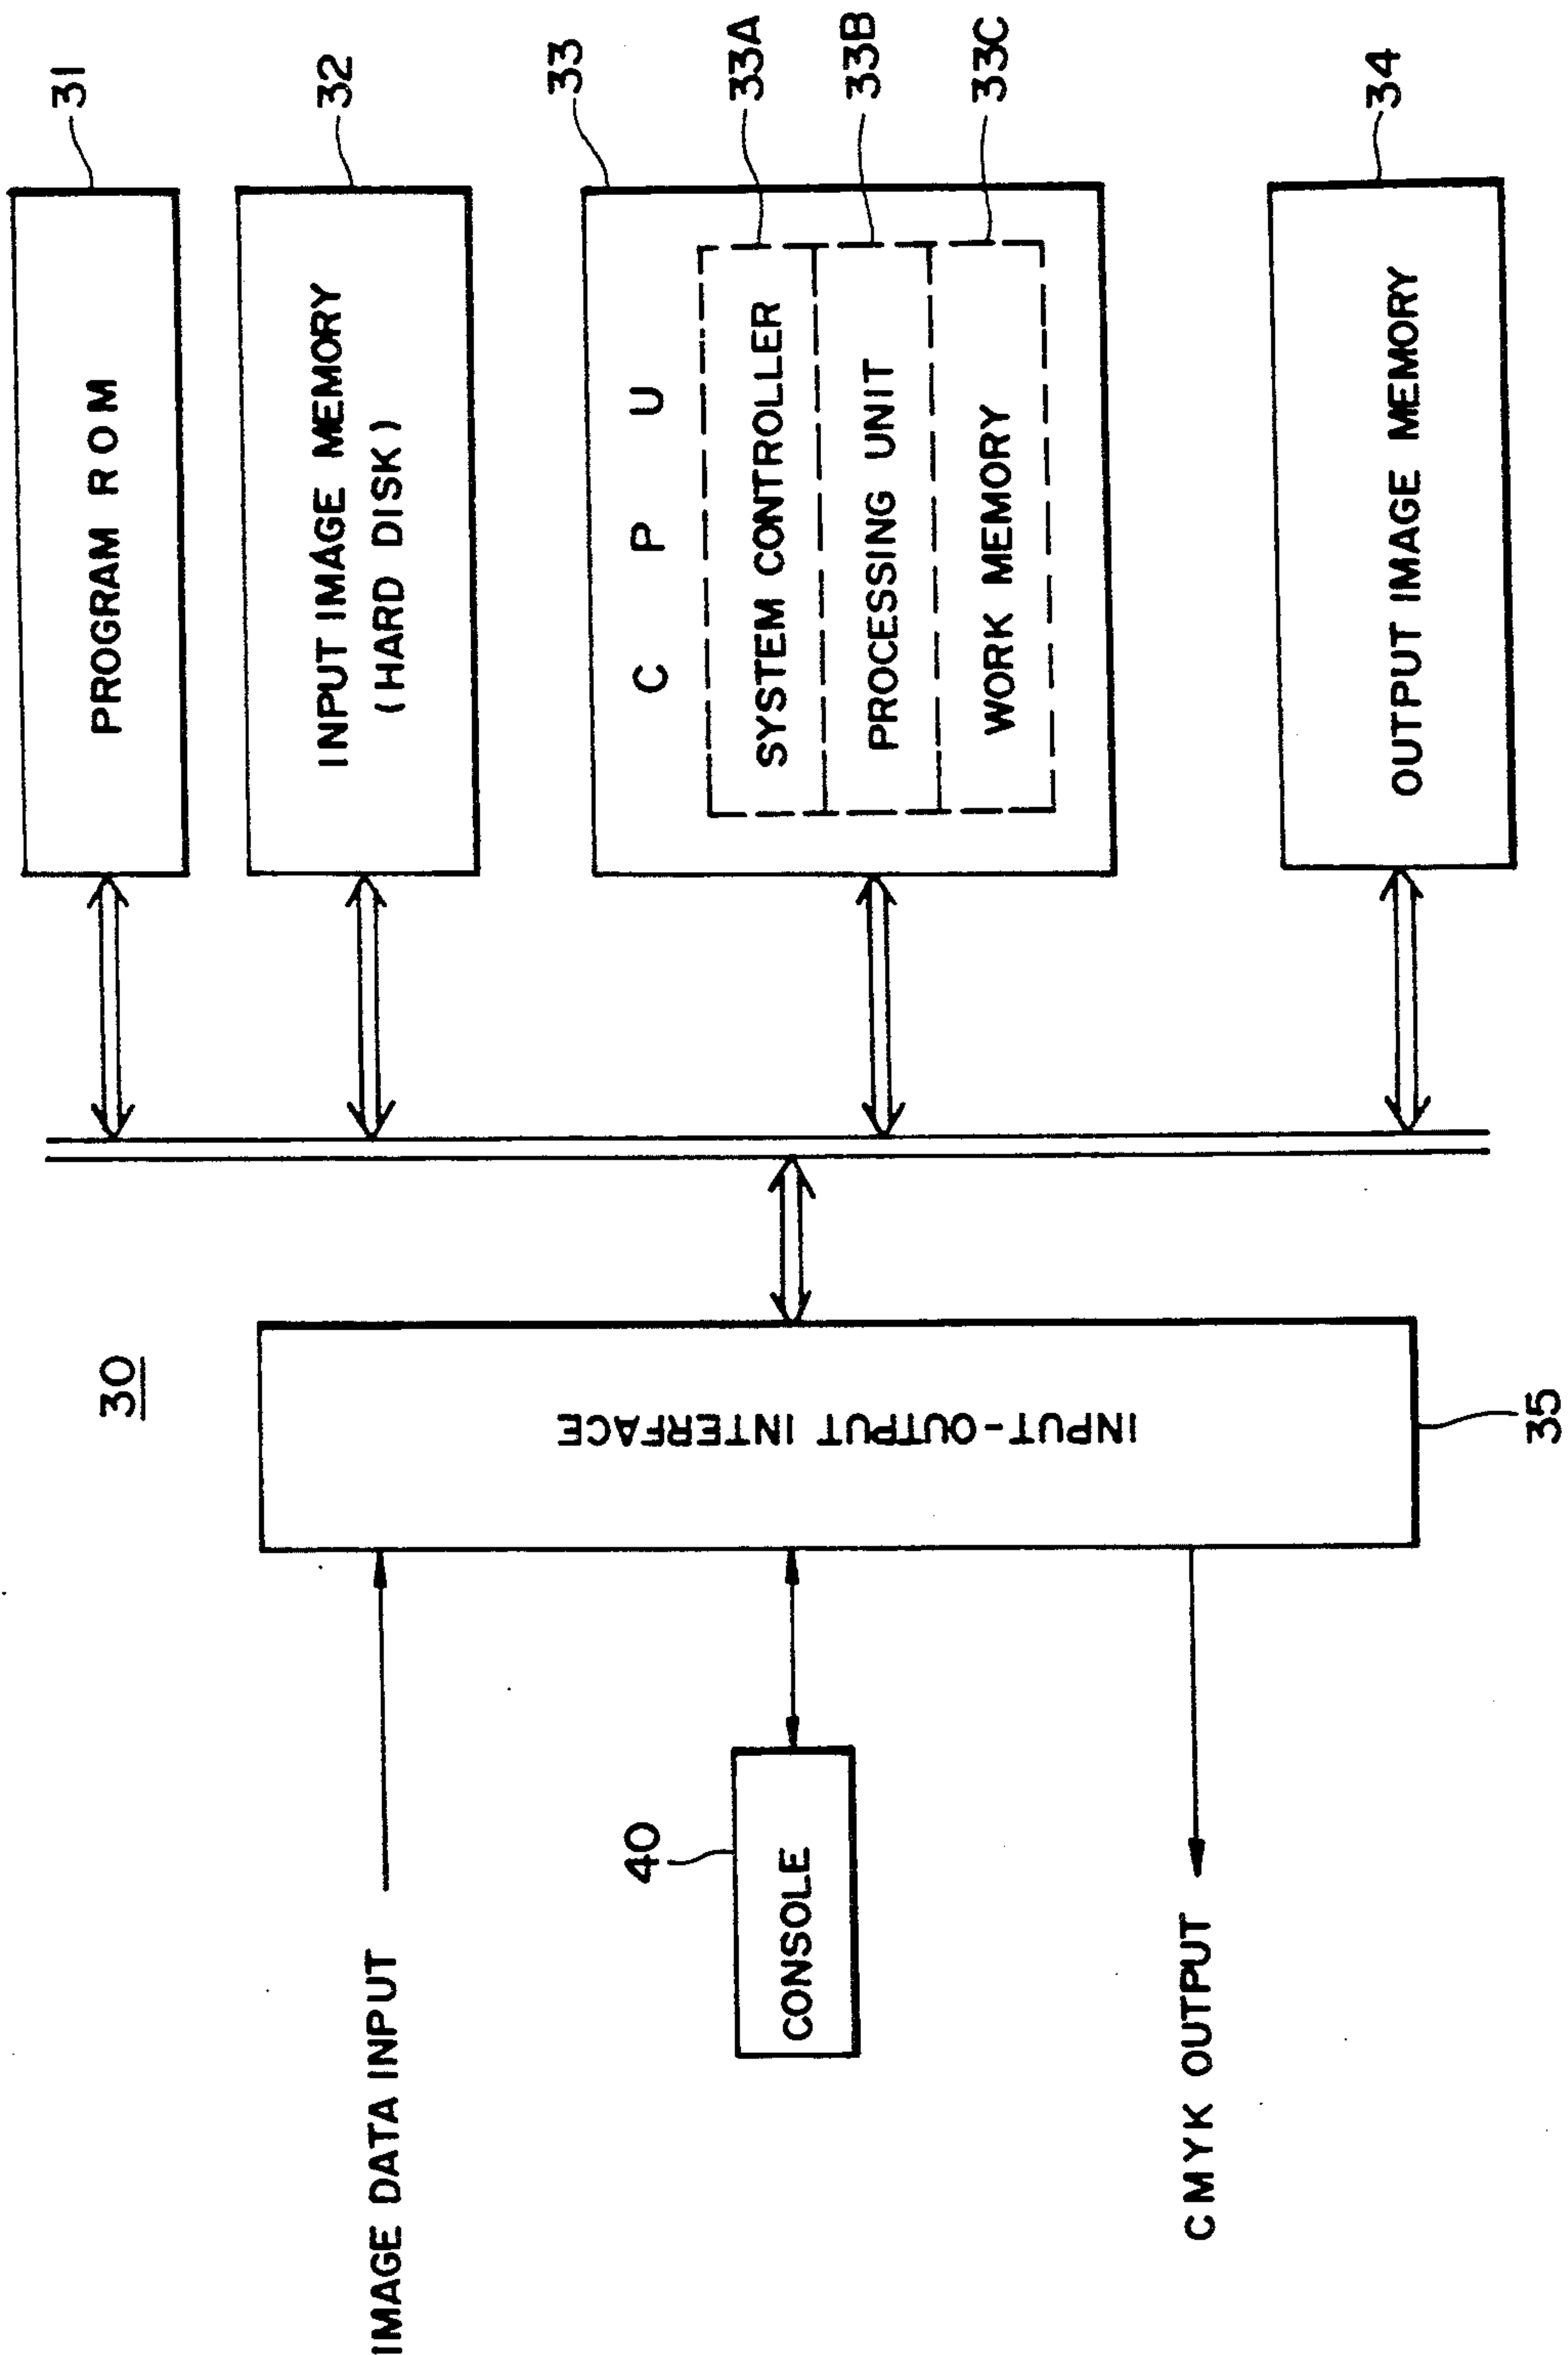 30
IMAGE DATA INPUT
40
CONSOLE
CMYK OUTPUT
INPUT-OUTPUT INTERFACE
35
PROGRAM ROM
31
INPUT IMAGE MEMORY
(HARD DISK)
32
CPU
33
SYSTEM CONTROLLER
33A
PROCESSING UNIT
33B
WORK MEMORY
33C
OUTPUT IMAGE MEMORY
34